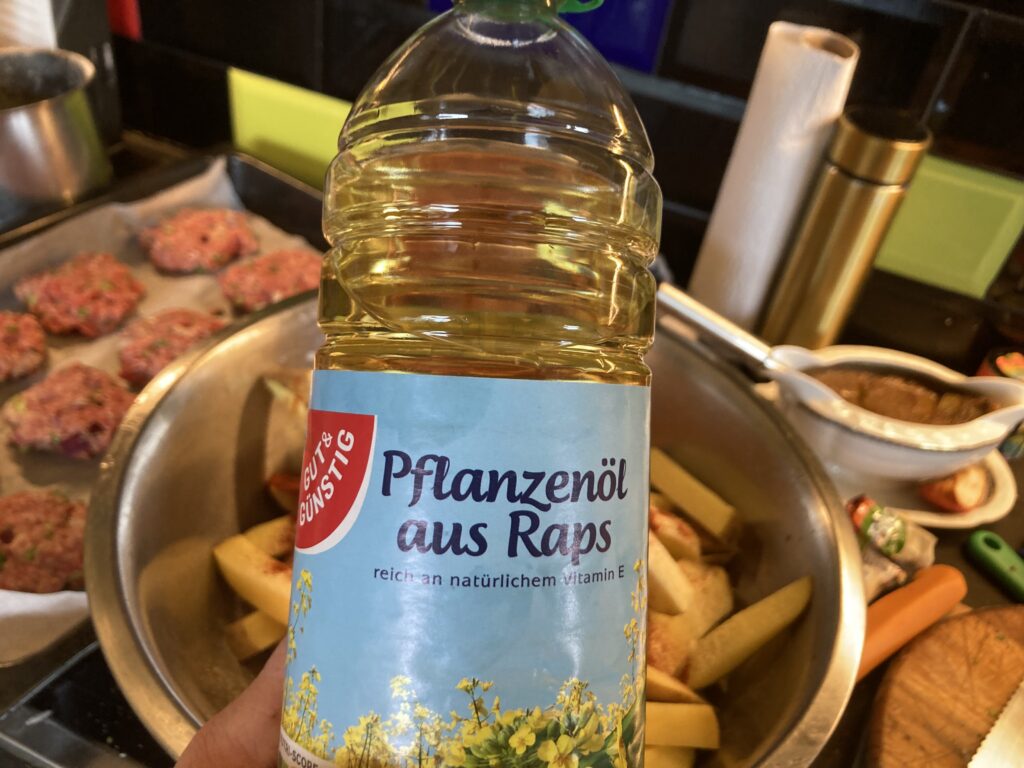 GUT&
GÜNSTIG
Pflanzenöl
aus Raps
reich an natürlichem Vitamin E